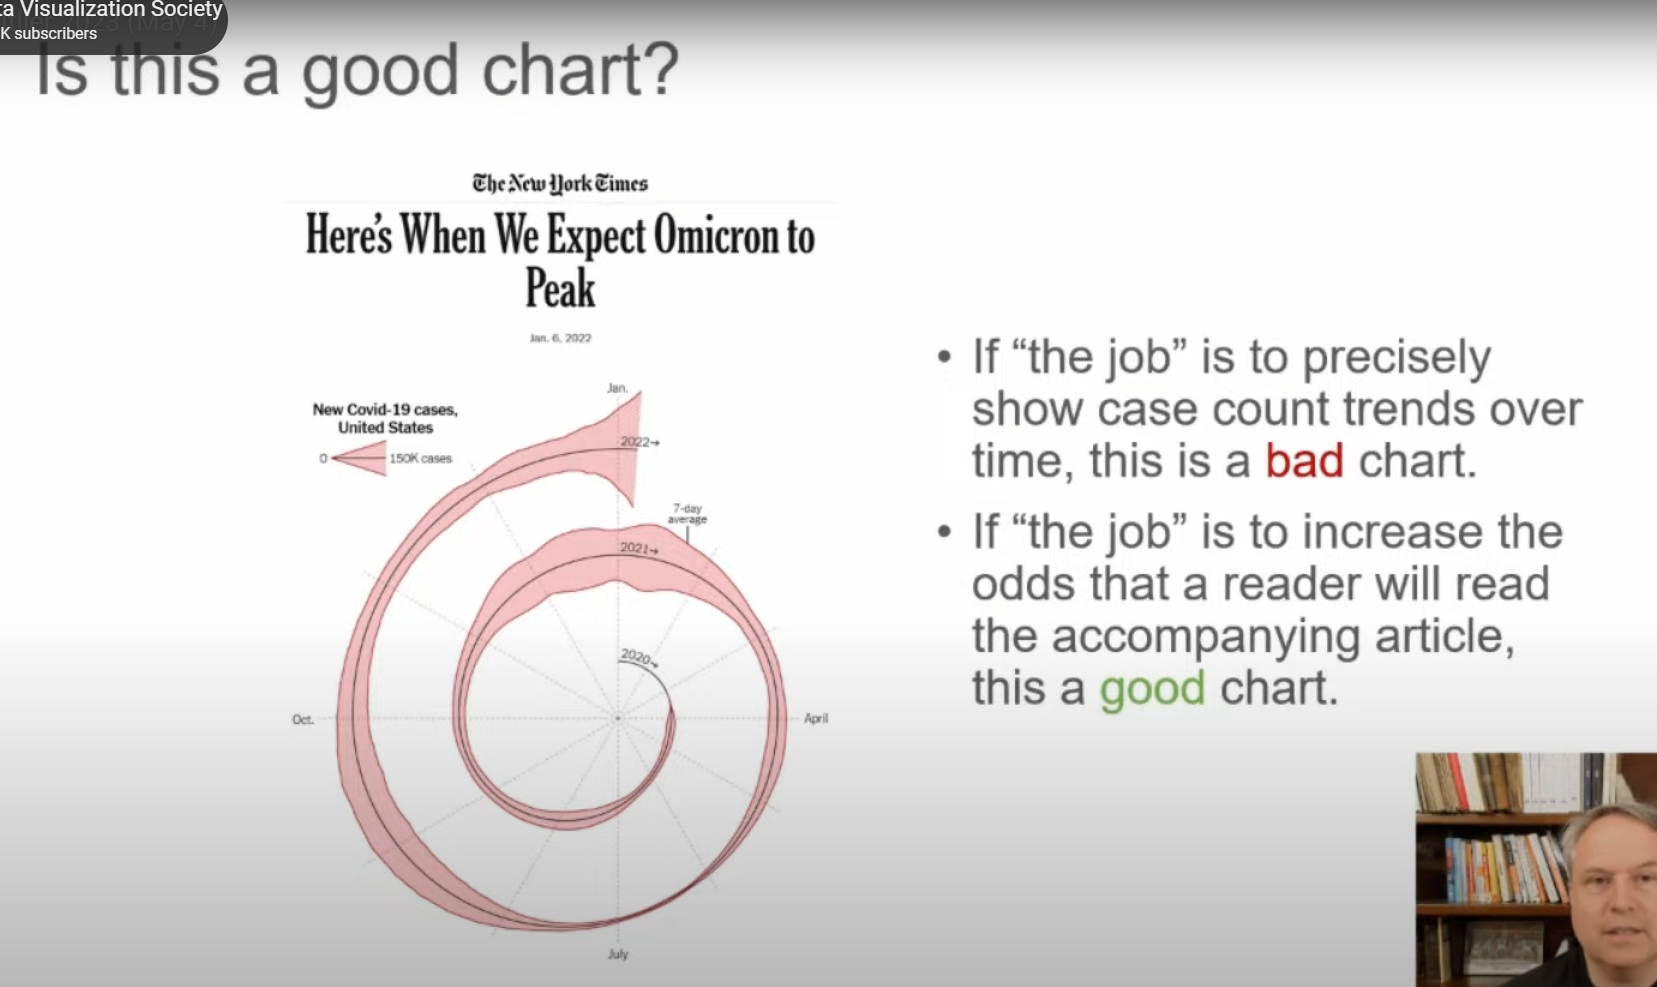 ta Visualization Society
K subscribers
Is this a good chart?
The New York Times
Here's When We Expect Omicron to
Peak
Jan. 6, 2022
New Covid-19 cases,
United States
0
150K cases
Jan.
2022→
7-day
average
2021→
2020→
Oct.
April
July
• If “the job” is to precisely
show case count trends over
time, this is a bad chart.
• If “the job” is to increase the
odds that a reader will read
the accompanying article,
this a good chart.